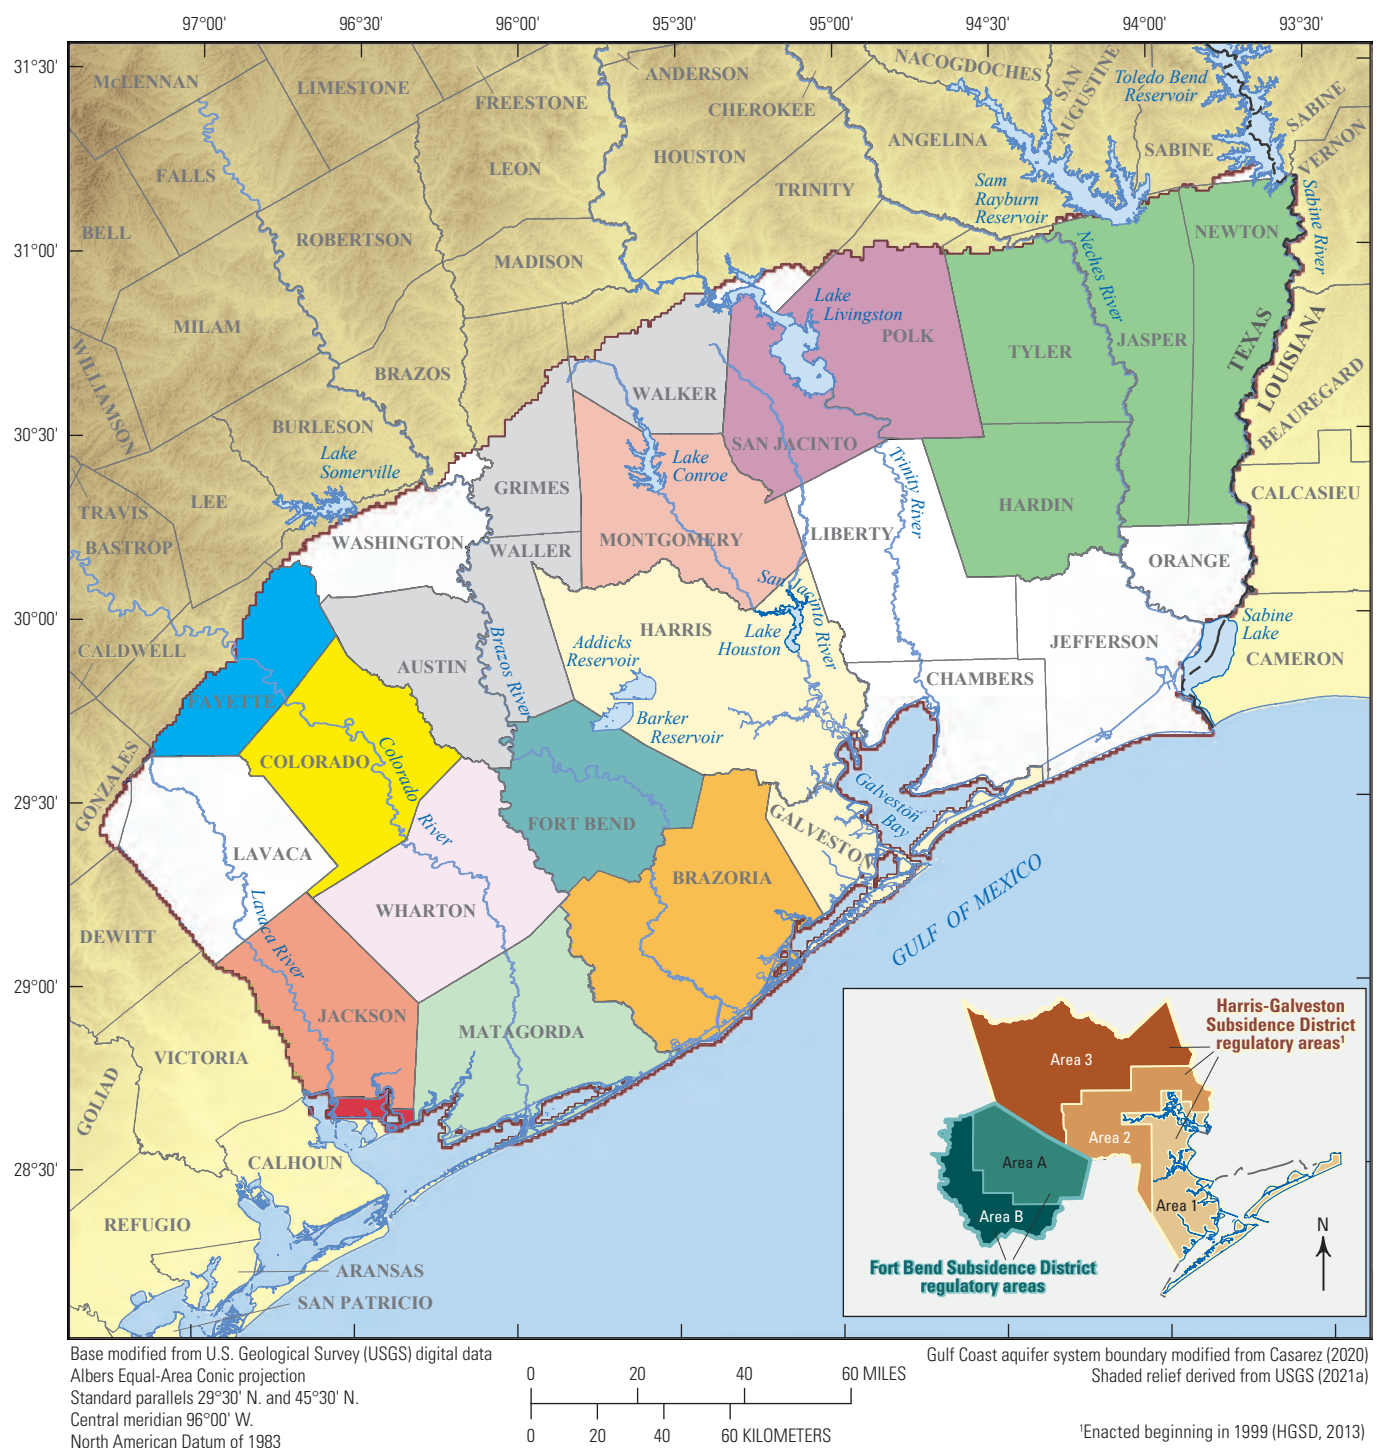 97°00' 96°30' 96°00' 95°30' 95°00' 94°30' 94°00' 93°30'
31°30'
31°00'
30°30'
30°00'
29°30'
29°00'
28°30'
McLENNAN
LIMESTONE
FREESTONE
ANDERSON
CHEROKEE
NACOGDOCHES
SAN
AUGUSTINE
Toledo Bend
Reservoir
SABINE
SABINE
VERNON
FALLS
LEON
HOUSTON
ANGELINA
TRINITY
Sam
Rayburn
Reservoir
Sabine River
BELL
ROBERTSON
MADISON
NEWTON
Neches River
MILAM
Lake
Livingston
POLK
TYLER
JASPER
TEXAS
LOUISIANA
WILLIAMSON
BRAZOS
WALKER
BEAUREGARD
BURLESON
Lake
Somerville
SAN JACINTO
Lake
Conroe
Trinity River
LEE
TRAVIS
GRIMES
HARDIN
CALCASIEU
BASTROP
WASHINGTON
WALLER
MONTGOMERY
LIBERTY
ORANGE
San Jacinto River
HARRIS
Lake
Houston
Addicks
Reservoir
Barker
Reservoir
JEFFERSON
Sabine
Lake
CAMERON
CALDWELL
AUSTIN
Brazos River
CHAMBERS
FAYETTE
COLORADO
Colorado
River
GONZALES
Galveston
Bay
GALVESTON
FORT BEND
LAVACA
BRAZORIA
WHARTON
Lavaca River
GULF OF MEXICO
DEWITT
JACKSON
MATAGORDA
VICTORIA
GOLIAD
CALHOUN
REFUGIO
ARANSAS
SAN PATRICIO
Harris-Galveston
Subsidence District
regulatory areas1
Area 3
Area 2
Area 1
Area A
Area B
Fort Bend Subsidence District
regulatory areas
N
Base modified from U.S. Geological Survey (USGS) digital data
Albers Equal-Area Conic projection
Standard parallels 29°30' N. and 45°30' N.
Central meridian 96°00' W.
North American Datum of 1983
0 20 40 60 MILES
0 20 40 60 KILOMETERS
Gulf Coast aquifer system boundary modified from Casarez (2020)
Shaded relief derived from USGS (2021a)
1Enacted beginning in 1999 (HGSD, 2013)